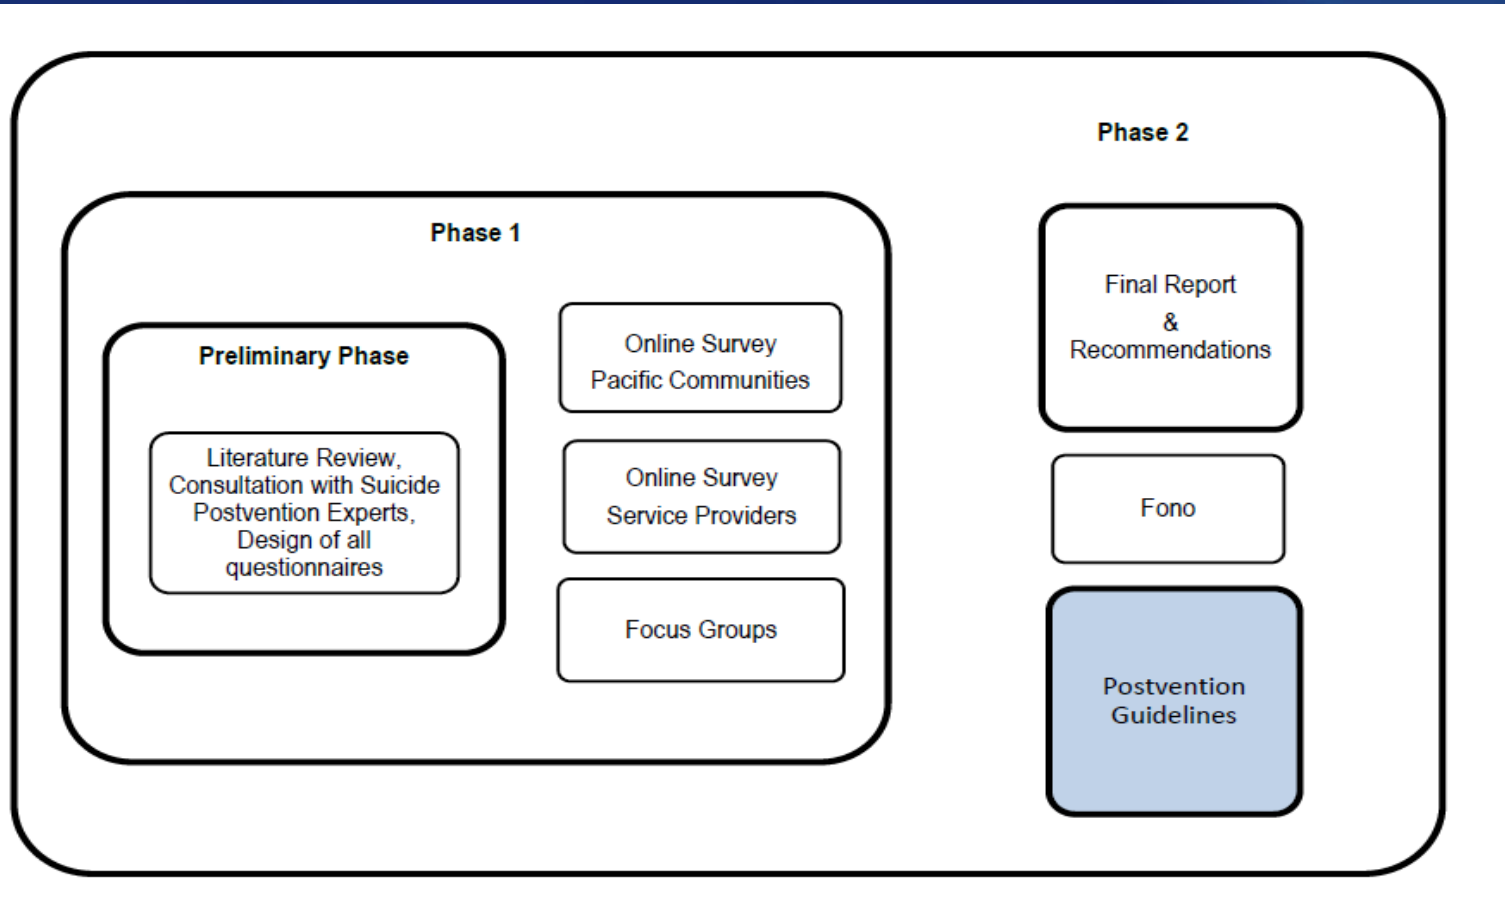 Phase 2
Phase 1
Preliminary Phase
Literature Review,
Consultation with Suicide
Postvention Experts,
Design of all
questionnaires
Online Survey
Pacific Communities
Online Survey
Service Providers
Focus Groups
Final Report
&
Recommendations
Fono
Postvention
Guidelines